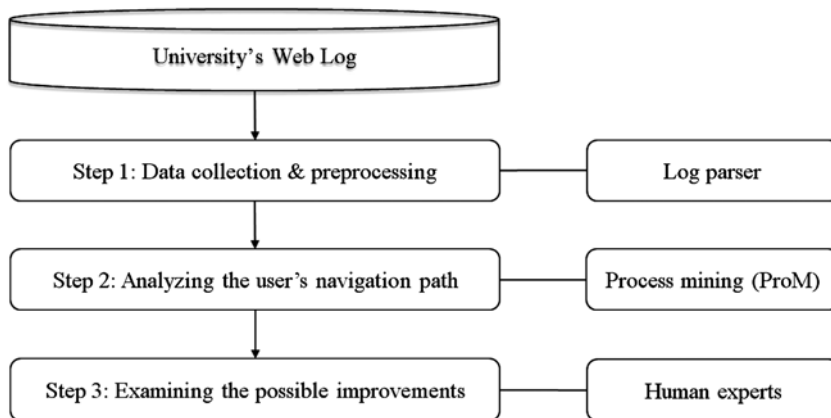 University’s Web Log
Step 1: Data collection & preprocessing
Log parser
Step 2: Analyzing the user’s navigation path
Process mining (ProM)
Step 3: Examining the possible improvements
Human experts